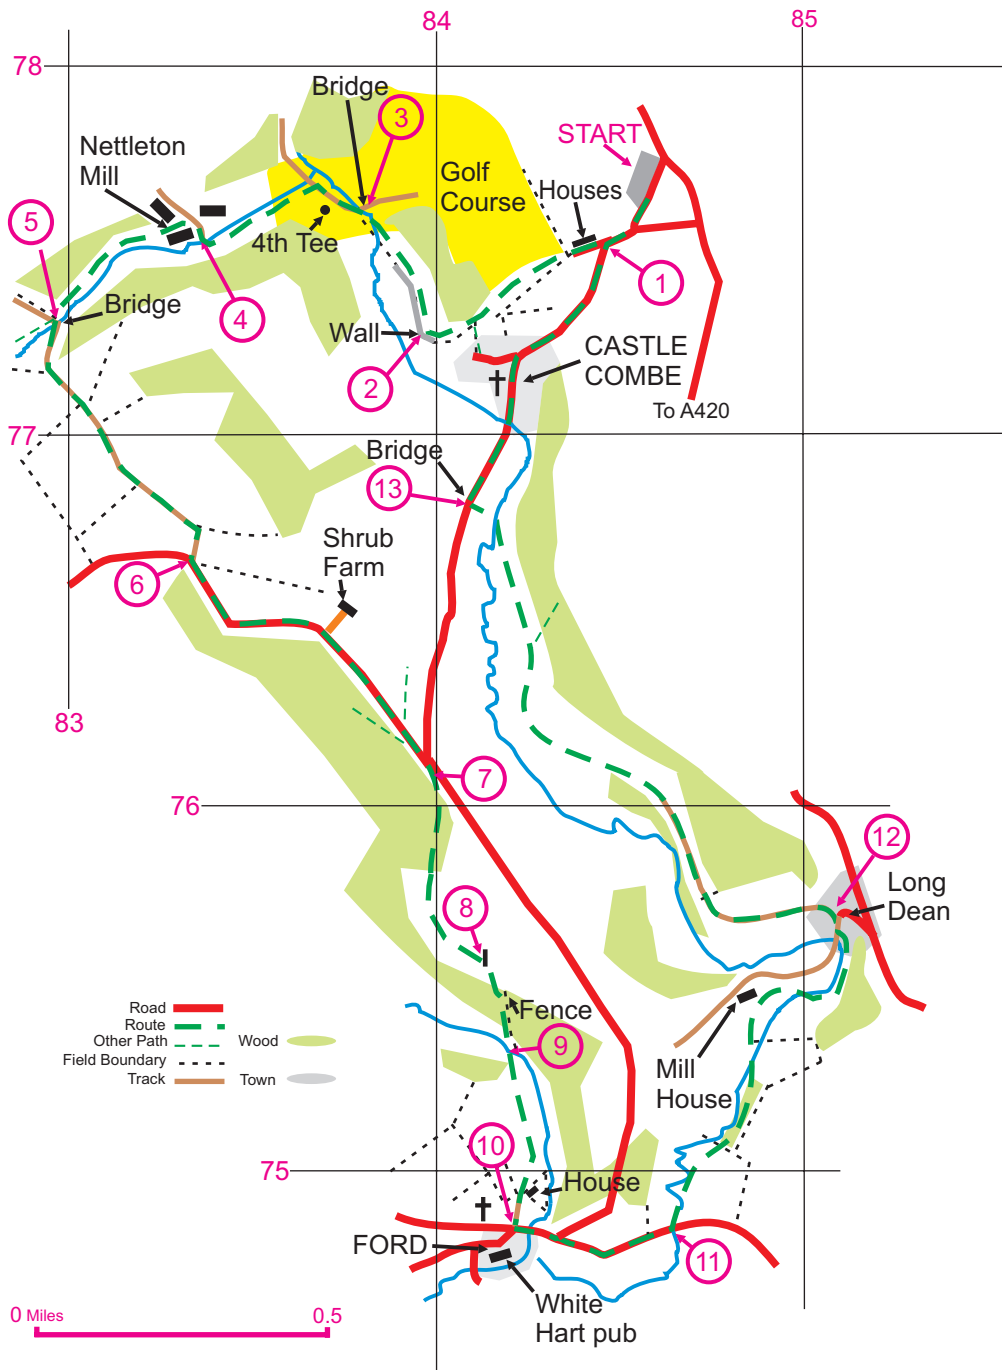 84
85
78
Bridge
3
START
Nettleton
Mill
Golf
Course
Houses
5
4th Tee
1
Bridge
4
Wall
CASTLE
COMBE
2
To A420
77
Bridge
13
Shrub
Farm
6
83
7
76
12
Long
Dean
8
Fence
Road
Route
Other Path
Wood
Field Boundary
Track
Town
9
Mill
House
10
75
House
FORD
11
White
Hart pub
0 Miles
0.5